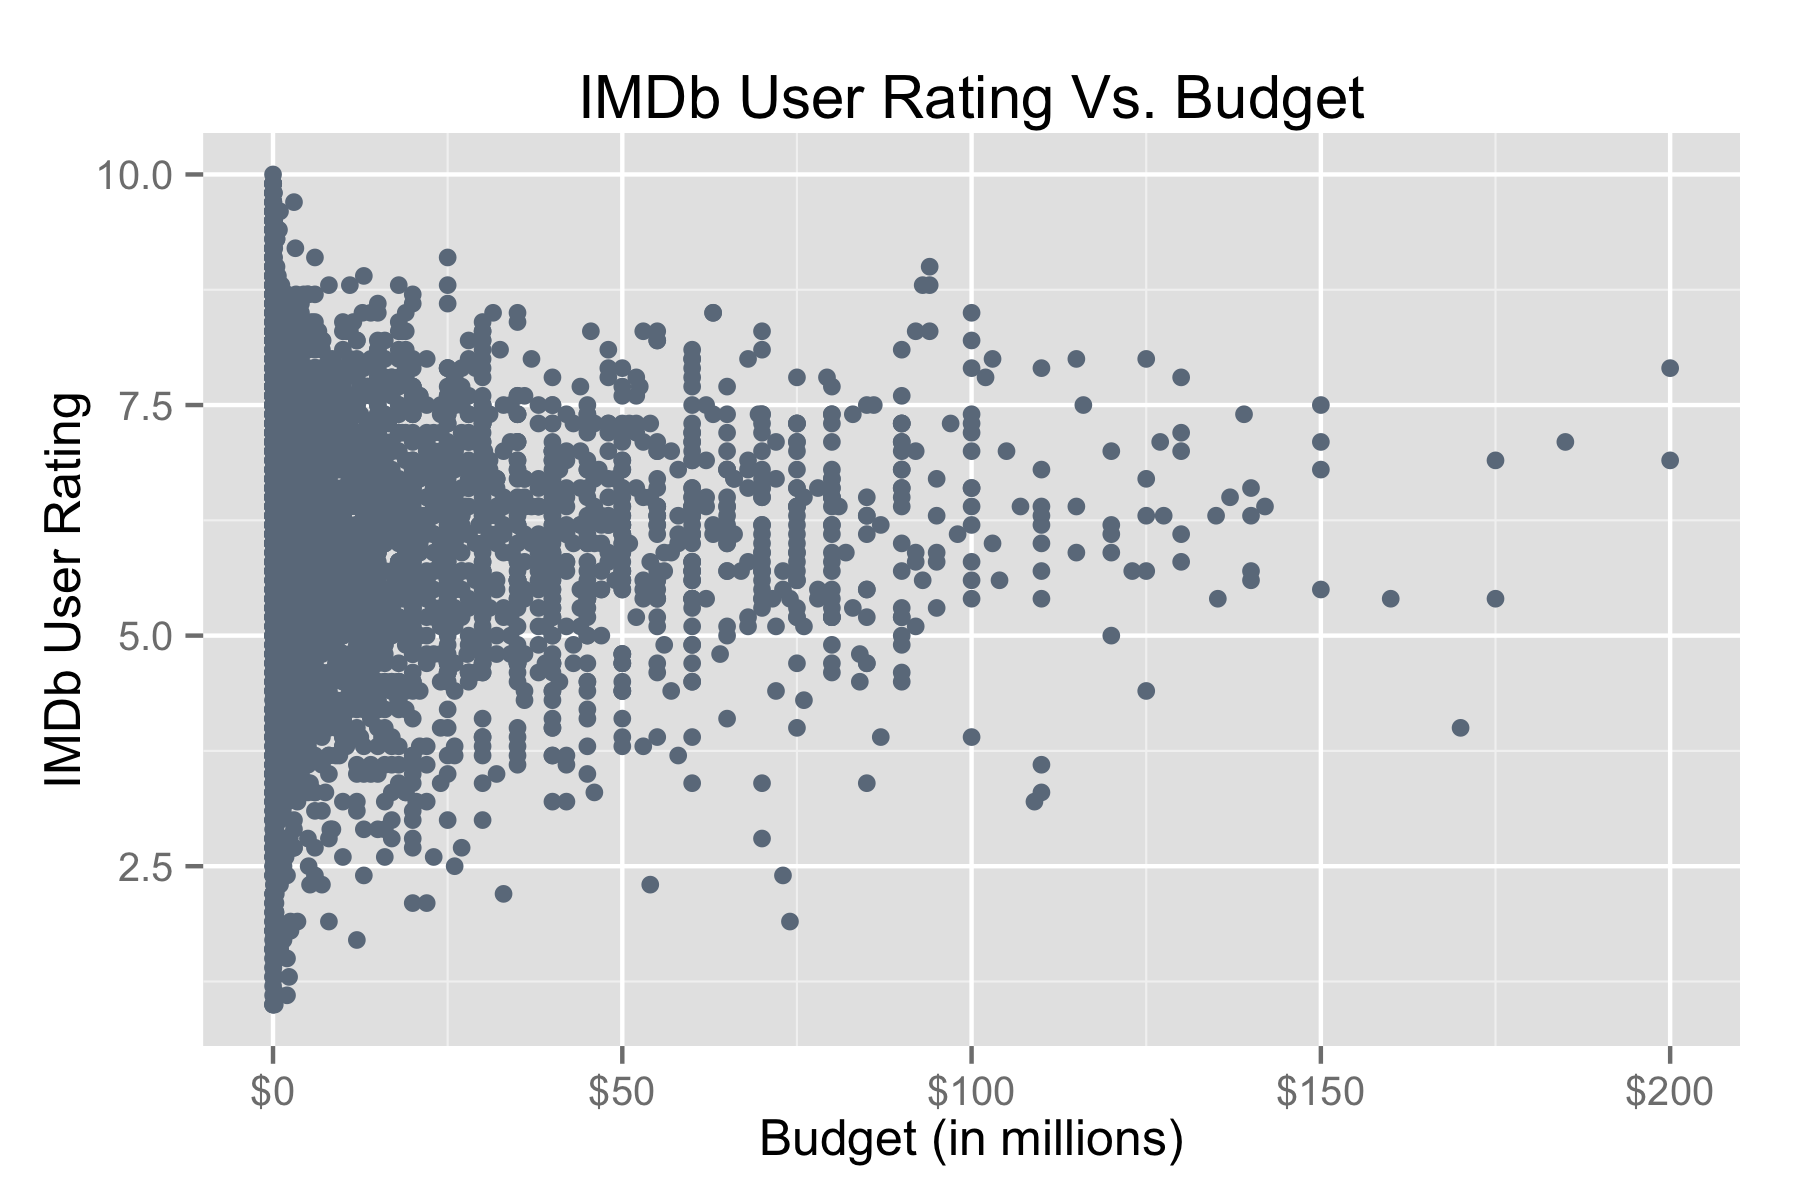 IMDb User Rating Vs. Budget
IMDb User Rating
10.0
7.5
5.0
2.5
$0 $50 $100 $150 $200
Budget (in millions)